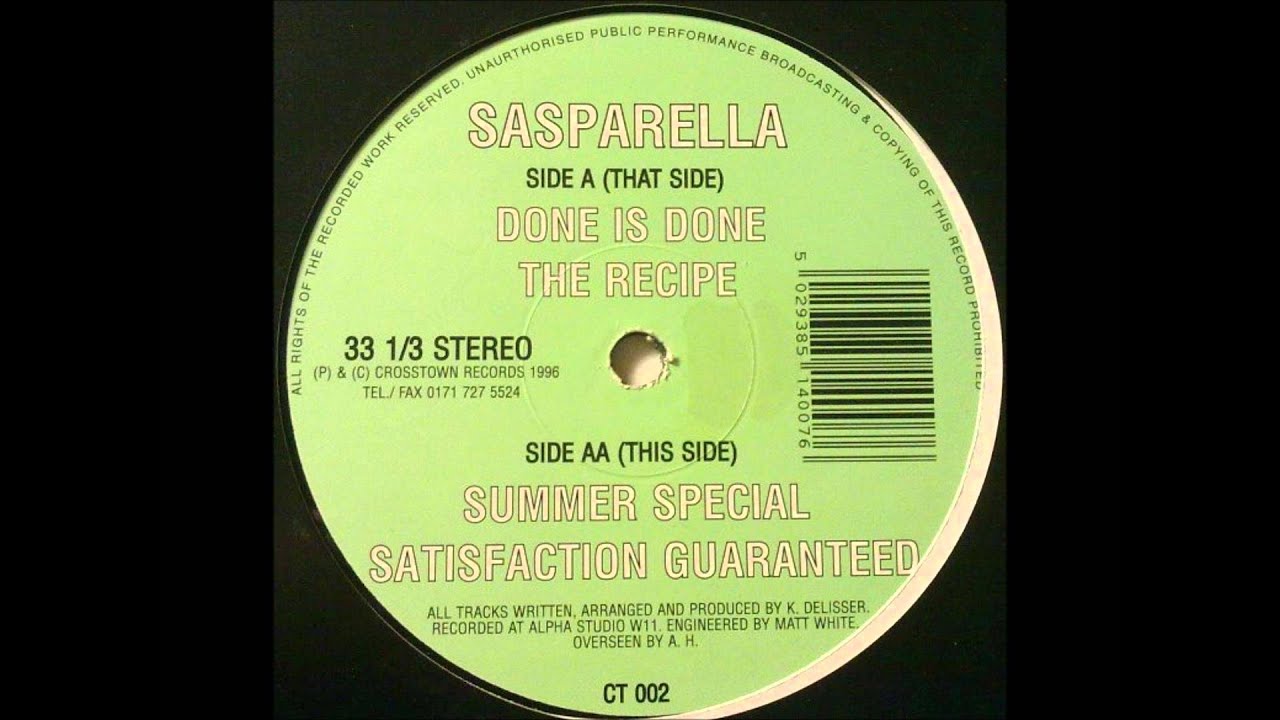 ALL RIGHTS OF THE RECORDED WORK RESERVED. UNAURTHORISED PUBLIC PERFORMANCE BROADCASTING & COPYING OF THIS RECORD PROHIBITED
SASPARELLA
SIDE A (THAT SIDE)
DONE IS DONE
THE RECIPE
33 1/3 STEREO
(P) & (C) CROSSTOWN RECORDS 1996
TEL./ FAX 0171 727 5524
5 029385 140076
SIDE AA (THIS SIDE)
SUMMER SPECIAL
SATISFACTION GUARANTEED
ALL TRACKS WRITTEN, ARRANGED AND PRODUCED BY K. DELISSER.
RECORDED AT ALPHA STUDIO W11. ENGINEERED BY MATT WHITE.
OVERSEEN BY A. H.
CT 002